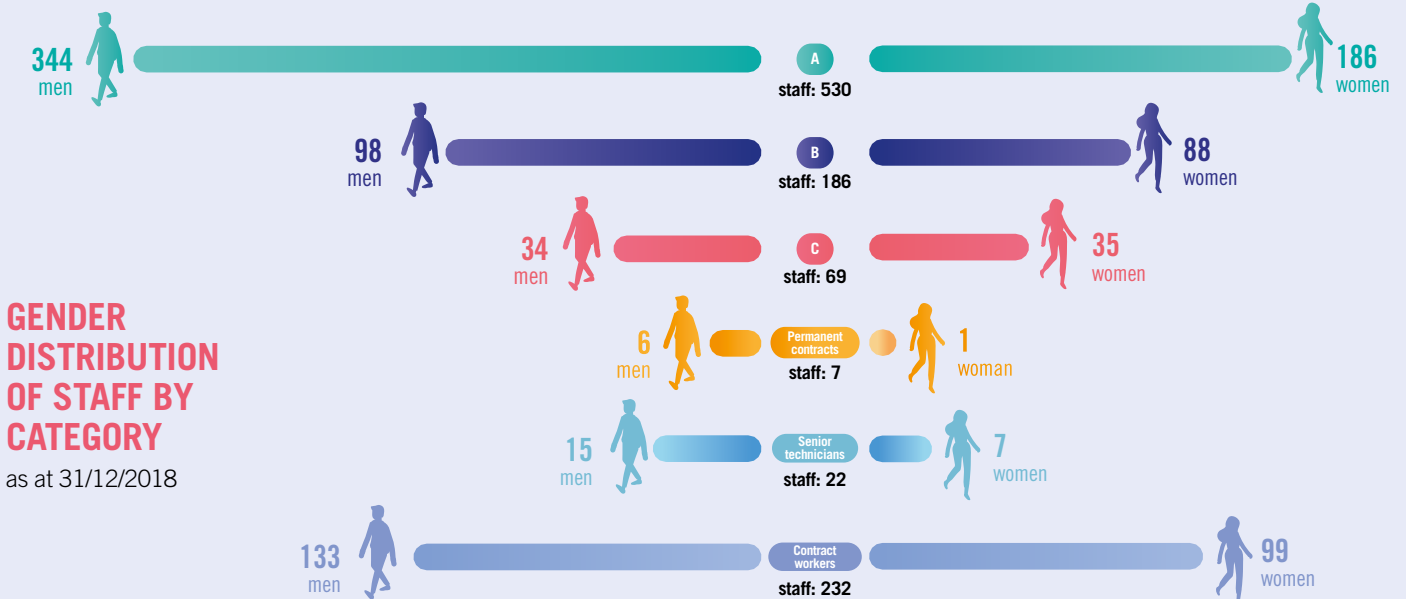 344
men
A
staff: 530
186
women
98
men
B
staff: 186
88
women
34
men
C
staff: 69
35
women
GENDER
DISTRIBUTION
OF STAFF BY
CATEGORY
as at 31/12/2018
6
men
Permanent
contracts
staff: 7
1
woman
15
men
Senior
technicians
staff: 22
7
women
133
men
Contract
workers
staff: 232
99
women